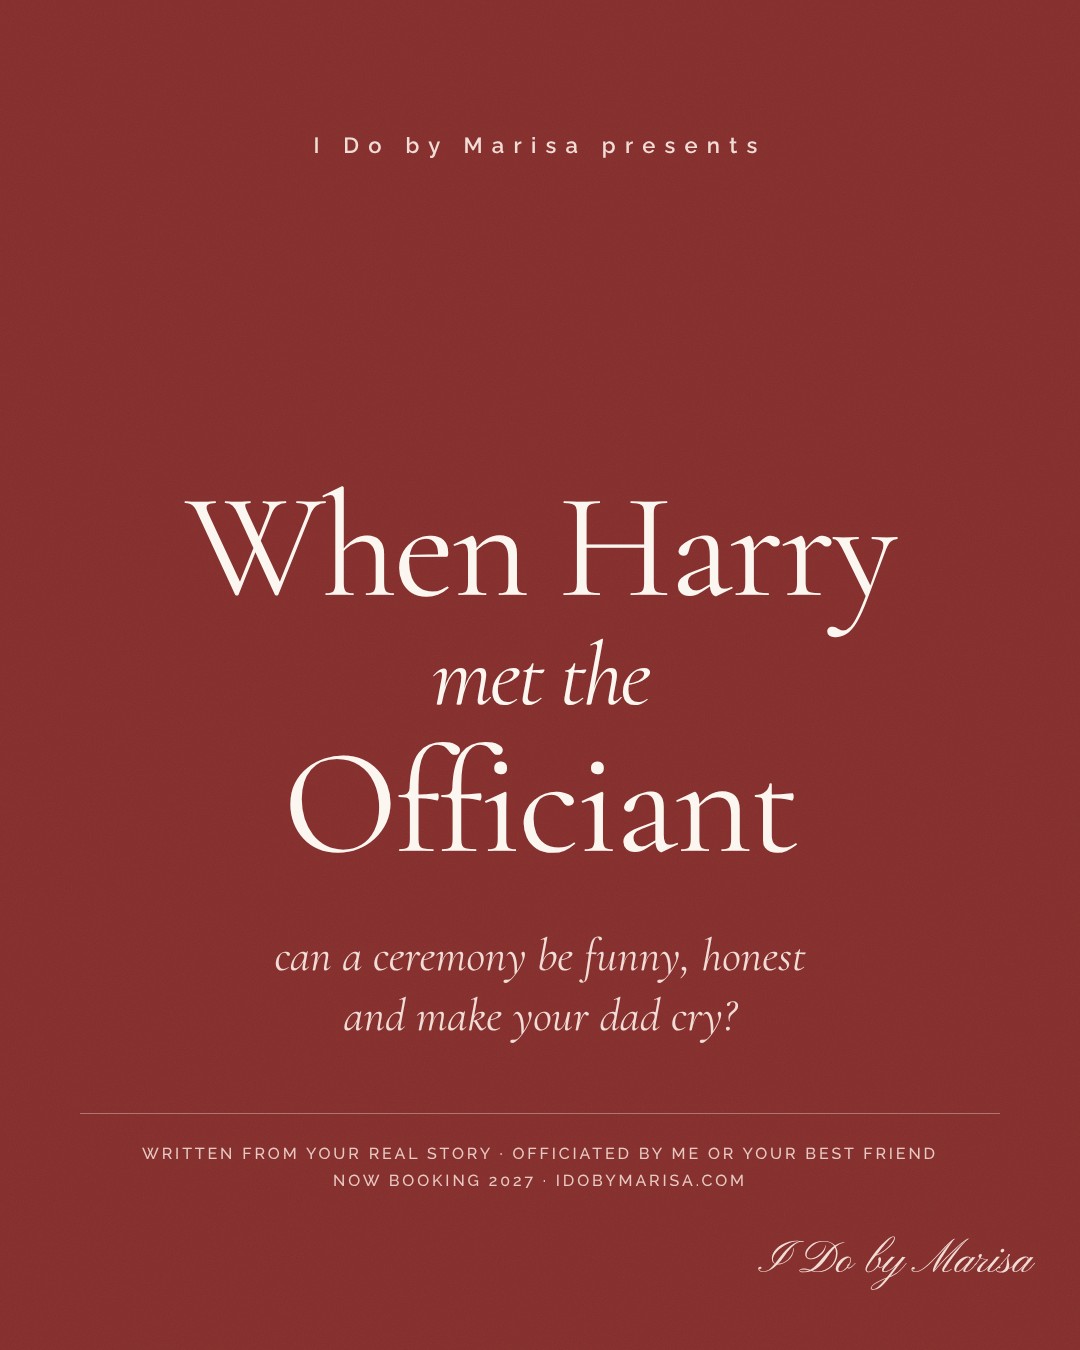 I Do by Marisa presents
When Harry
met the
Officiant
can a ceremony be funny, honest
and make your dad cry?
WRITTEN FROM YOUR REAL STORY · OFFICIATED BY ME OR YOUR BEST FRIEND
NOW BOOKING 2027 · IDOBYMARISA.COM
I Do by Marisa